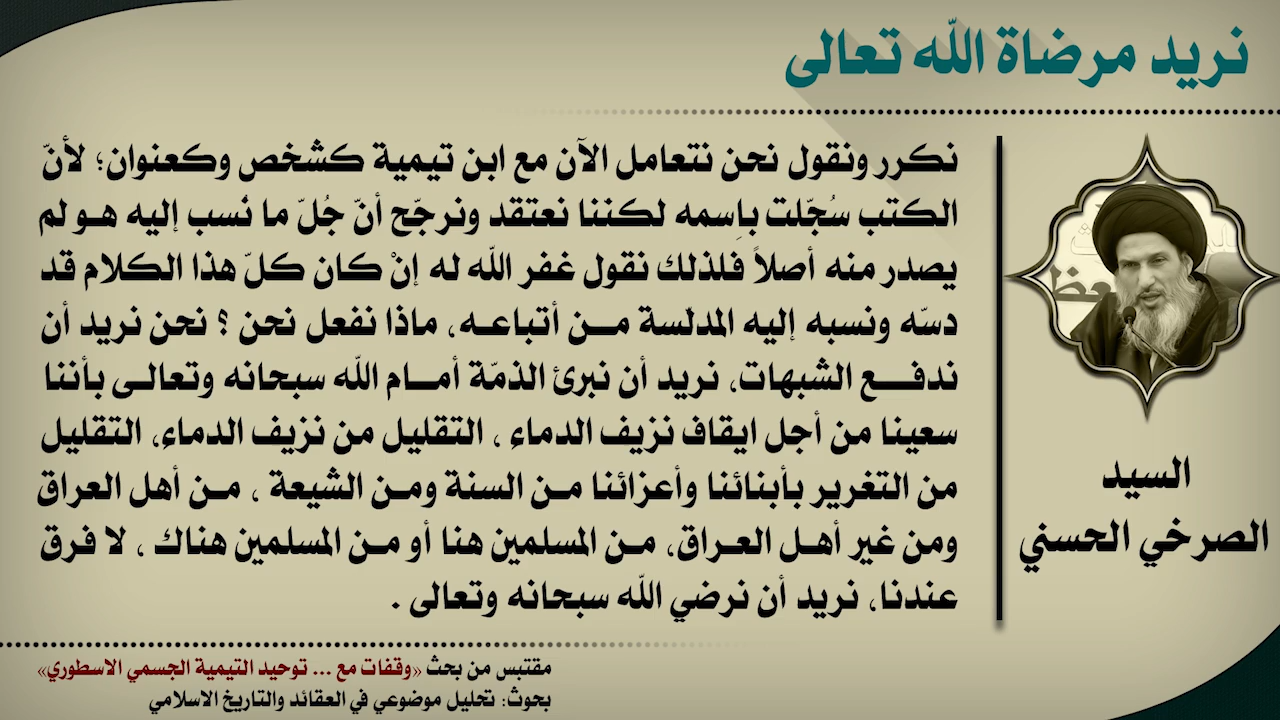 نريد مرضاة الله تعالى
نكرر ونقول نحن نتعامل الآن مع ابن تيمية كشخص وكعنوان؛ لأنّ
الكتب سُجّلت باِسمه لكننا نعتقد ونرجّح أنّ جُلّ ما نُسب إليه هو لم
يصدر منه أصلاً فلذلك نقول غفر الله له إنْ كان كلّ هذا الكلام قد
دسّه ونسبه إليه المدلّسة من أتباعه، ماذا نفعل نحن ؟ نحن نريد أن
ندفع الشبهات، نريد أن نبرئ الذمّة أمام الله سبحانه وتعالى بأننا
سعينا من أجل ايقاف نزيف الدماء ، التقليل من نزيف الدماء، التقليل
من التغرير بأبنائنا وأعزائنا من السنة ومن الشيعة ، من أهل العراق
ومن غير أهل العراق، من المسلمين هنا أو من المسلمين هناك ، لا فرق
عندنا، نريد أن نرضي الله سبحانه وتعالى .
السيد
الصرخي الحسني
مقتبس من بحث «وقفات مع ... توحيد التيمية الجسمي الاسطوري»
بحوث: تحليل موضوعي في العقائد والتاريخ الاسلامي